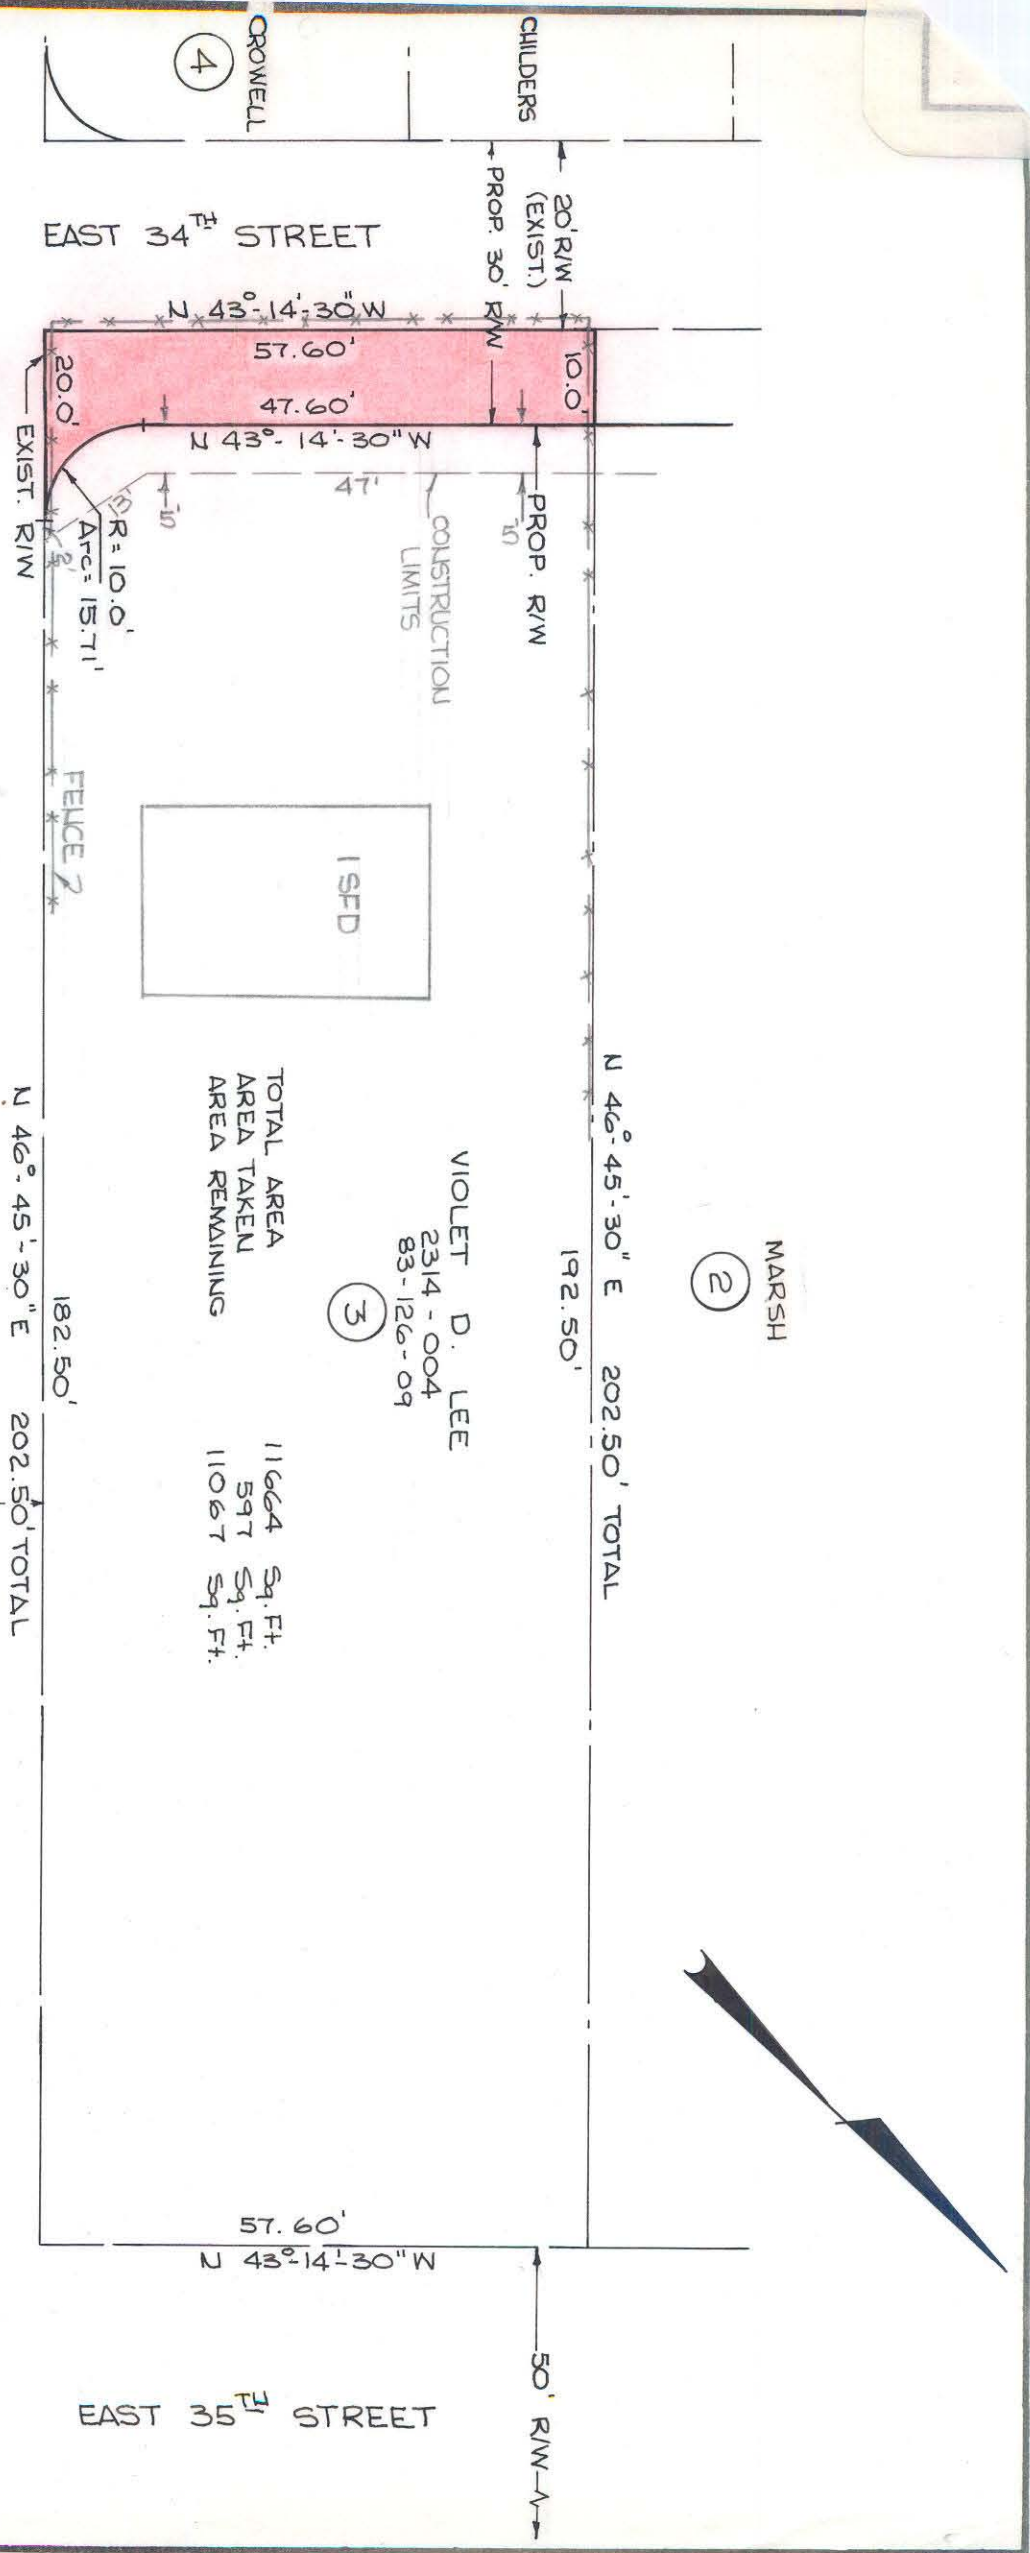 CROWELL
4
CHILDERS
EAST 34TH STREET
20' R/W
(EXIST.)
PROP. 30' R/W
N 43°-14'-30" W
57.60'
47.60'
N 43°-14'-30" W
10.0'
20.0'
EXIST. R/W
R= 10.0'
Arc= 15.71'
13'
2'
5'
5'
47'
CONSTRUCTION
LIMITS
PROP. R/W
FENCE
1 SFD
MARSH
2
N 46°-45'-30" E 202.50' TOTAL
192.50'
VIOLET D. LEE
2314-004
83-126-09
3
TOTAL AREA 11664 Sq. Ft.
AREA TAKEN 597 Sq. Ft.
AREA REMAINING 11067 Sq. Ft.
182.50'
N 46°-45'-30" E 202.50' TOTAL
57.60'
N 43°-14'-30" W
50' R/W
EAST 35TH STREET